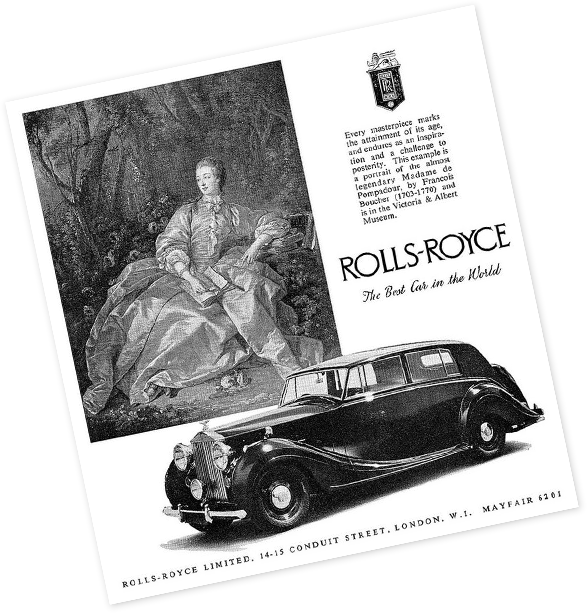 RR
Every masterpiece marks
the attainment of its age,
and endures as an inspira-
tion and a challenge to
posterity. This example is
a portrait of the almost
legendary Madame de
Pompadour, by Francois
Boucher (1703-1770) and
is in the Victoria & Albert
Museum.
ROLLS-ROYCE
The Best Car in the World
ROLLS-ROYCE LIMITED, 14-15 CONDUIT STREET, LONDON, W.I. MAYFAIR 6201